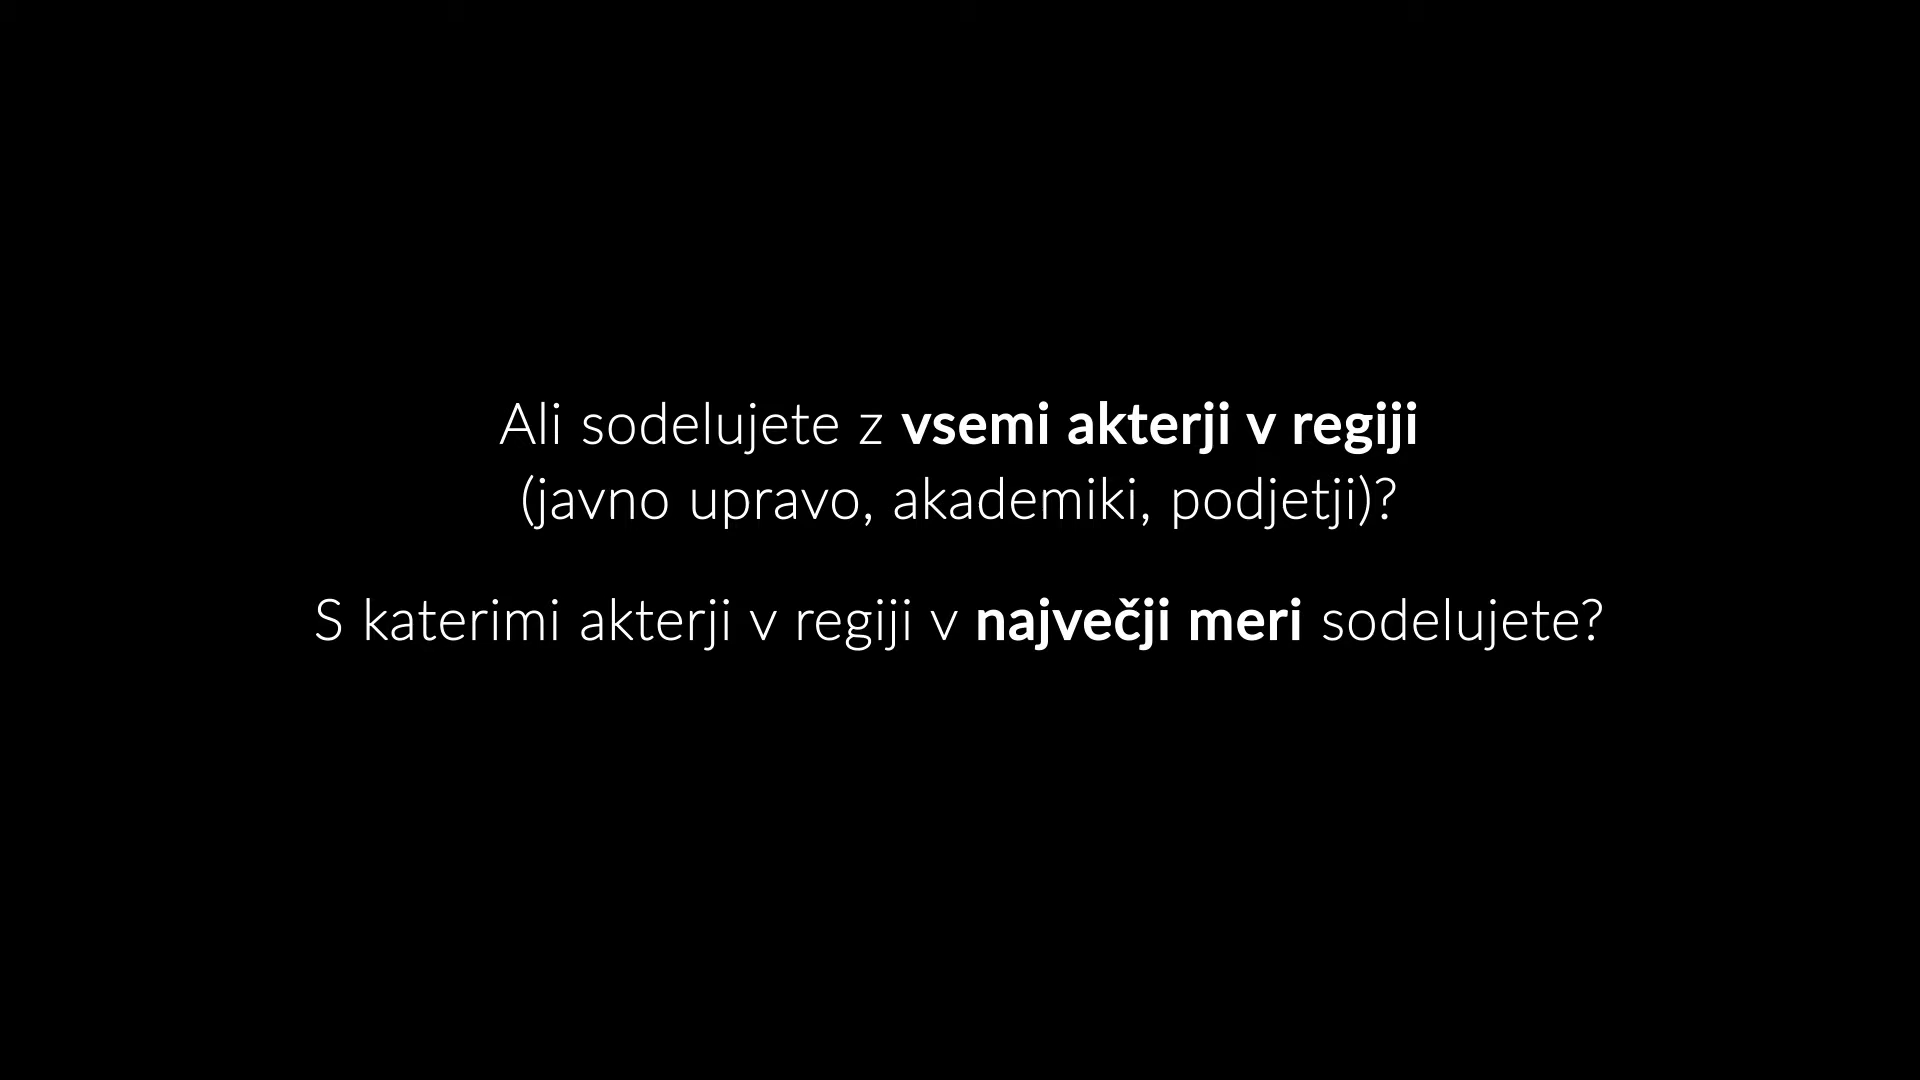 Ali sodelujete z vsemi akterji v regiji
(javno upravo, akademiki, podjetji)?
S katerimi akterji v regiji v največji meri sodelujete?